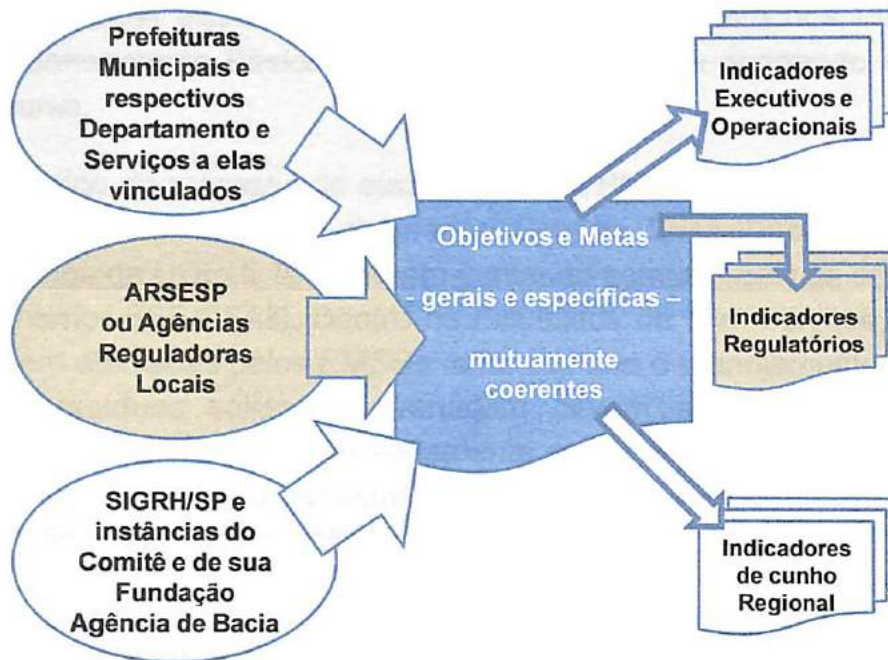 Prefeituras
Municipais e
respectivos
Departamento e
Serviços a elas
vinculados
ARSESP
ou Agências
Reguladoras
Locais
SIGRH/SP e
instâncias do
Comitê e de sua
Fundação
Agência de Bacia
Objetivos e Metas
- gerais e específicas –
mutuamente
coerentes
Indicadores
Executivos e
Operacionais
Indicadores
Regulatórios
Indicadores
de cunho
Regional